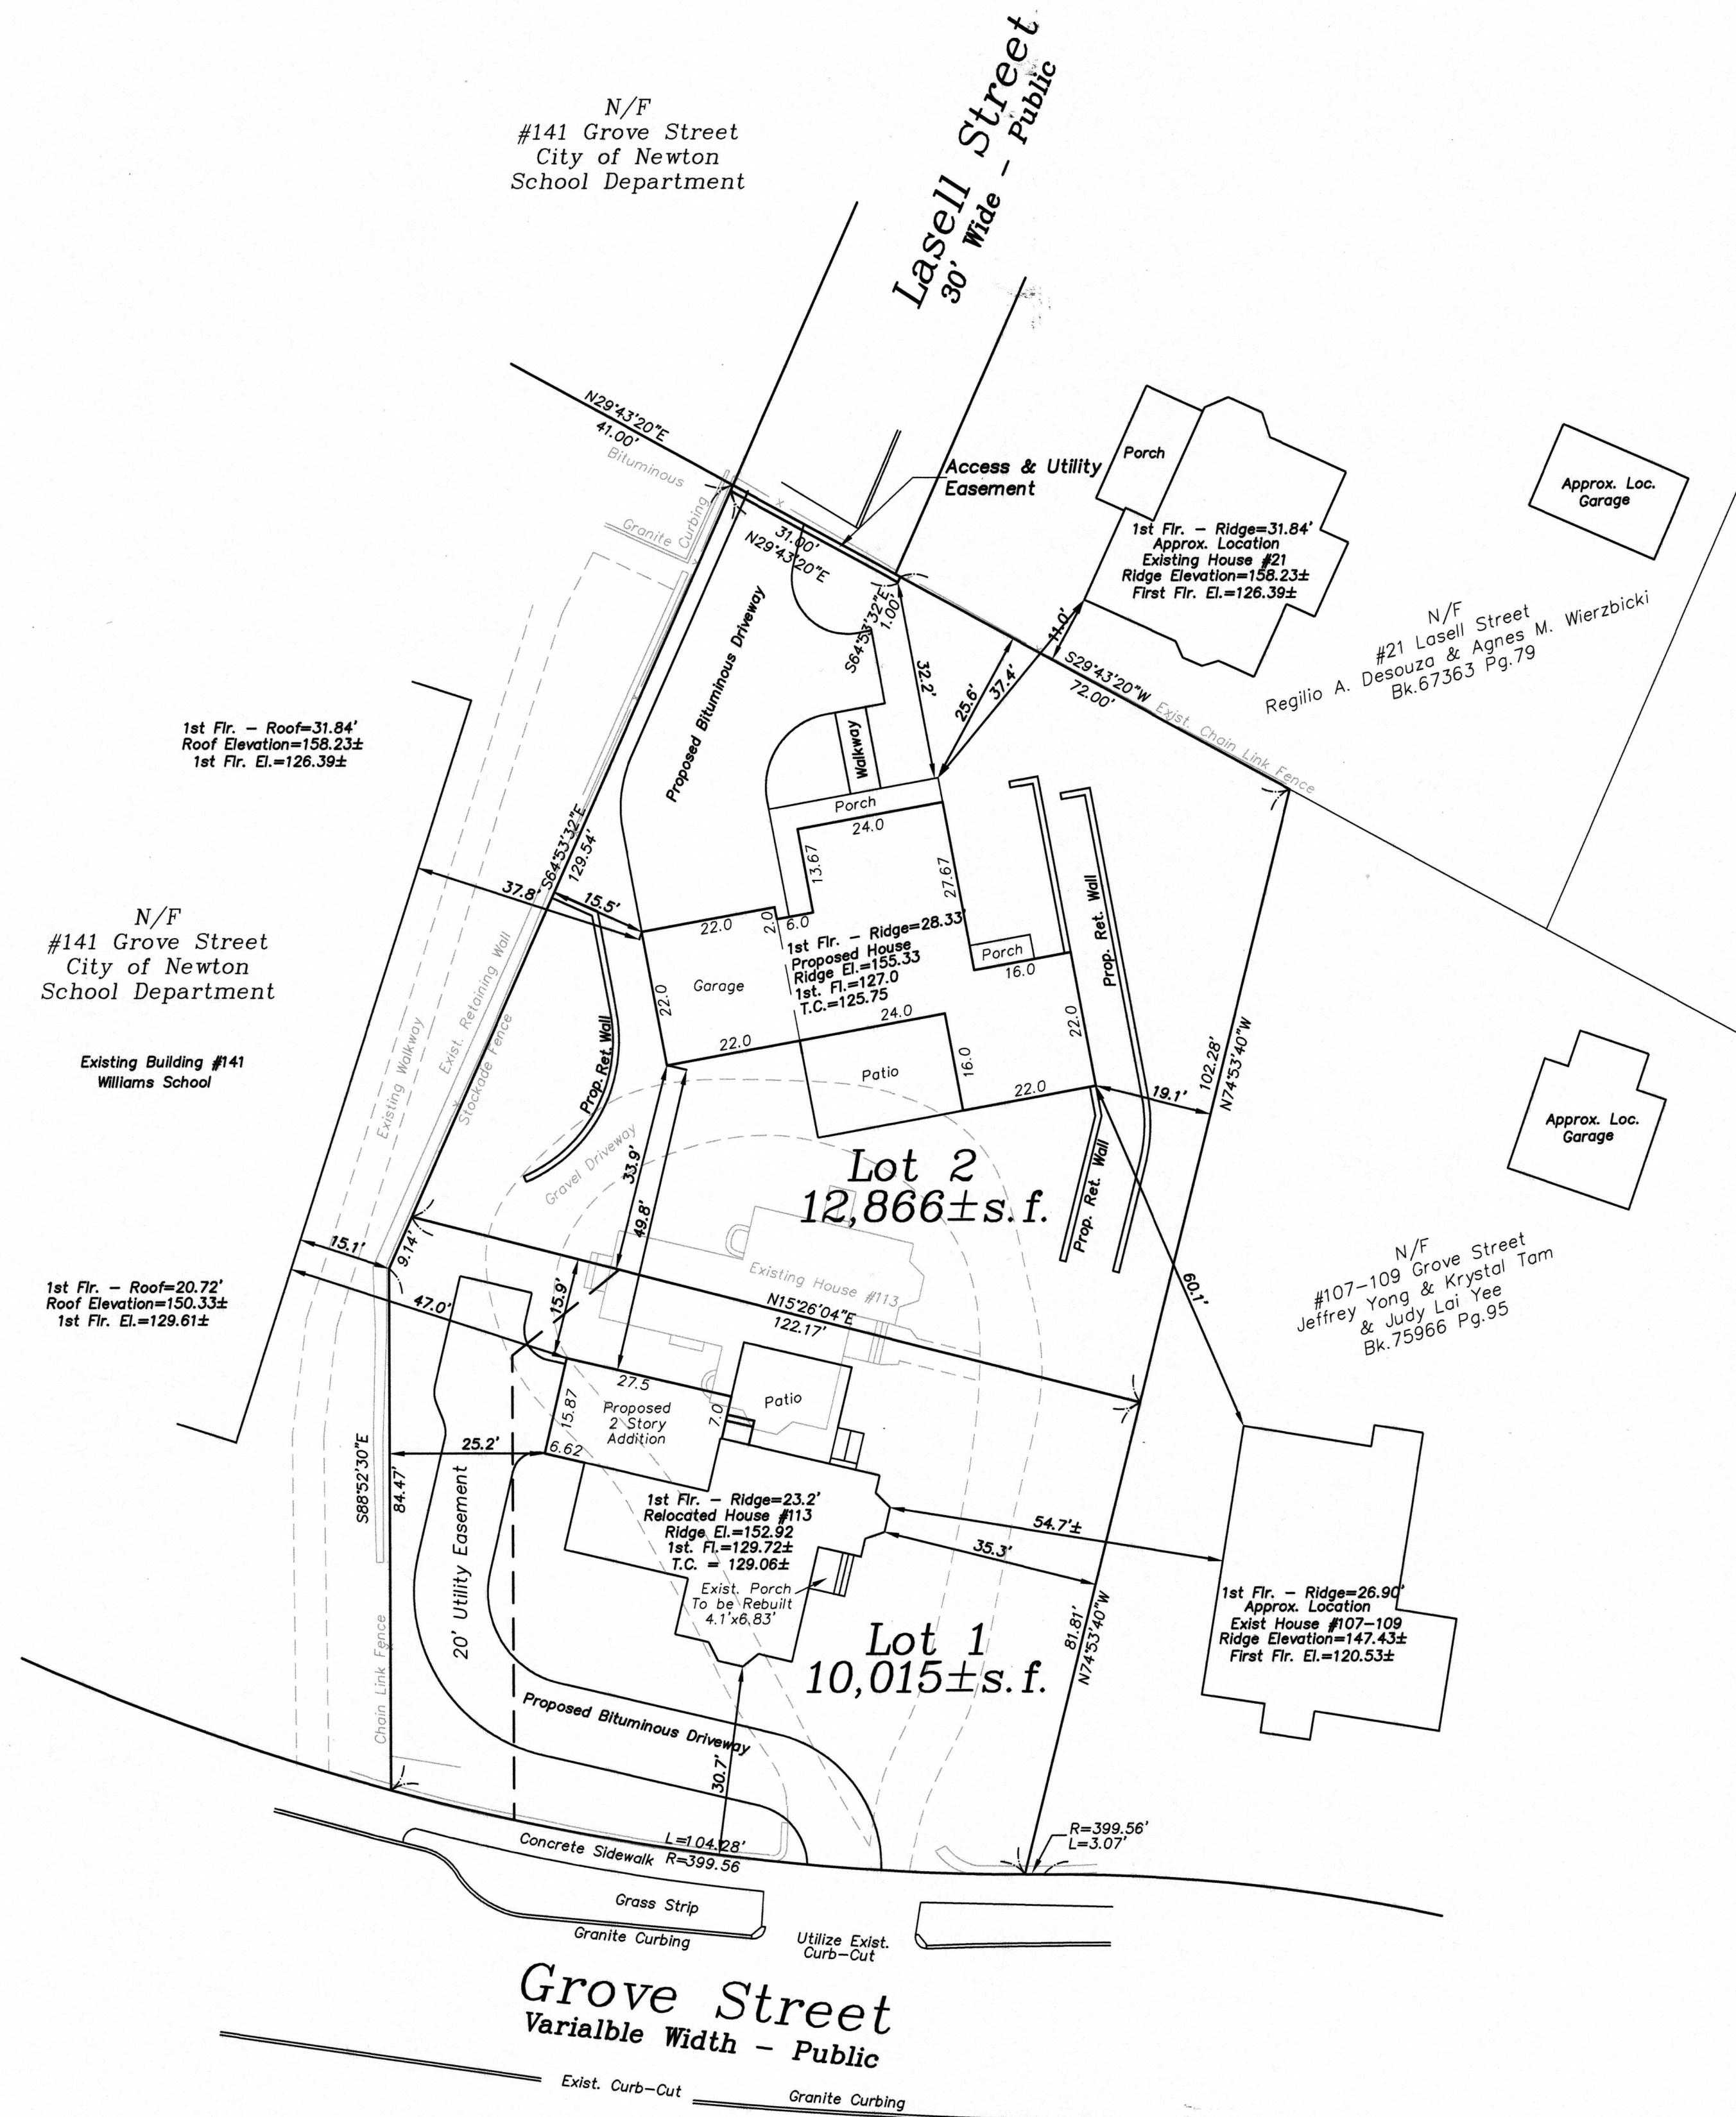 N/F
#141 Grove Street
City of Newton
School Department
Lasell Street
30' Wide - Public
N29°43'20"E
41.00'
Bituminous
Granite Curbing
Access & Utility
Easement
31.00'
N29°43'20"E
S64°53'32"E
1.00'
Porch
1st Flr. - Ridge=31.84'
Approx. Location
Existing House #21
Ridge Elevation=158.23±
First Flr. El.=126.39±
Approx. Loc.
Garage
N/F
#21 Lasell Street
Regilio A. Desouza & Agnes M. Wierzbicki
Bk.67363 Pg.79
11.0'
S29°43'20"W
72.00'
Exist. Chain Link Fence
32.2'
25.6'
37.4'
Proposed Bituminous Driveway
Walkway
1st Flr. - Roof=31.84'
Roof Elevation=158.23±
1st Flr. El.=126.39±
S64°53'32"E
129.54'
37.8'
15.5'
Porch
24.0
13.67
27.67
22.0
2.0
6.0
1st Flr. - Ridge=28.33'
Proposed House
Ridge El.=155.33
1st. Fl.=127.0
T.C.=125.75
Porch
16.0
Prop. Ret. Wall
Garage
22.0
22.0
24.0
22.0
Patio
16.0
22.0
19.1'
102.28'
N74°53'40"W
N/F
#141 Grove Street
City of Newton
School Department
Existing Building #141
Williams School
Existing Walkway
Exist. Retaining Wall
Stockade Fence
Prop. Ret. Wall
Gravel Driveway
33.9'
49.8'
Lot 2
12,866±s.f.
Prop. Ret. Wall
Approx. Loc.
Garage
N/F
#107-109 Grove Street
Jeffrey Yong & Krystal Tam
& Judy Lai Yee
Bk.75966 Pg.95
60.1'
15.1'
9.14'
1st Flr. - Roof=20.72'
Roof Elevation=150.33±
1st Flr. El.=129.61±
47.0'
15.9'
Existing House #113
N15°26'04"E
122.17'
27.5
15.87
Proposed
2 Story
Addition
7.0
Patio
6.62
25.2'
S88°52'30"E
84.47'
20' Utility Easement
1st Flr. - Ridge=23.2'
Relocated House #113
Ridge El.=152.92
1st. Fl.=129.72±
T.C. = 129.06±
Exist. Porch
To be Rebuilt
4.1'x6.83'
54.7'±
35.3'
1st Flr. - Ridge=26.90'
Approx. Location
Exist House #107-109
Ridge Elevation=147.43±
First Flr. El.=120.53±
81.81'
N74°53'40"W
Lot 1
10,015±s.f.
Chain Link Fence
Proposed Bituminous Driveway
30.7'
R=399.56'
L=3.07'
L=104.28'
Concrete Sidewalk R=399.56
Grass Strip
Granite Curbing
Utilize Exist.
Curb-Cut
Grove Street
Varialble Width - Public
Exist. Curb-Cut
Granite Curbing